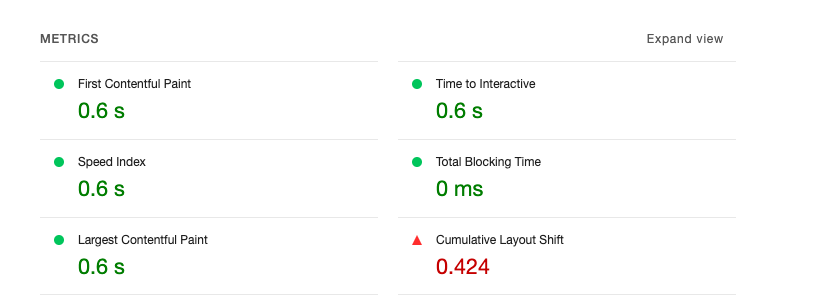 METRICS
Expand view
First Contentful Paint
0.6 s
Time to Interactive
0.6 s
Speed Index
0.6 s
Total Blocking Time
0 ms
Largest Contentful Paint
0.6 s
Cumulative Layout Shift
0.424